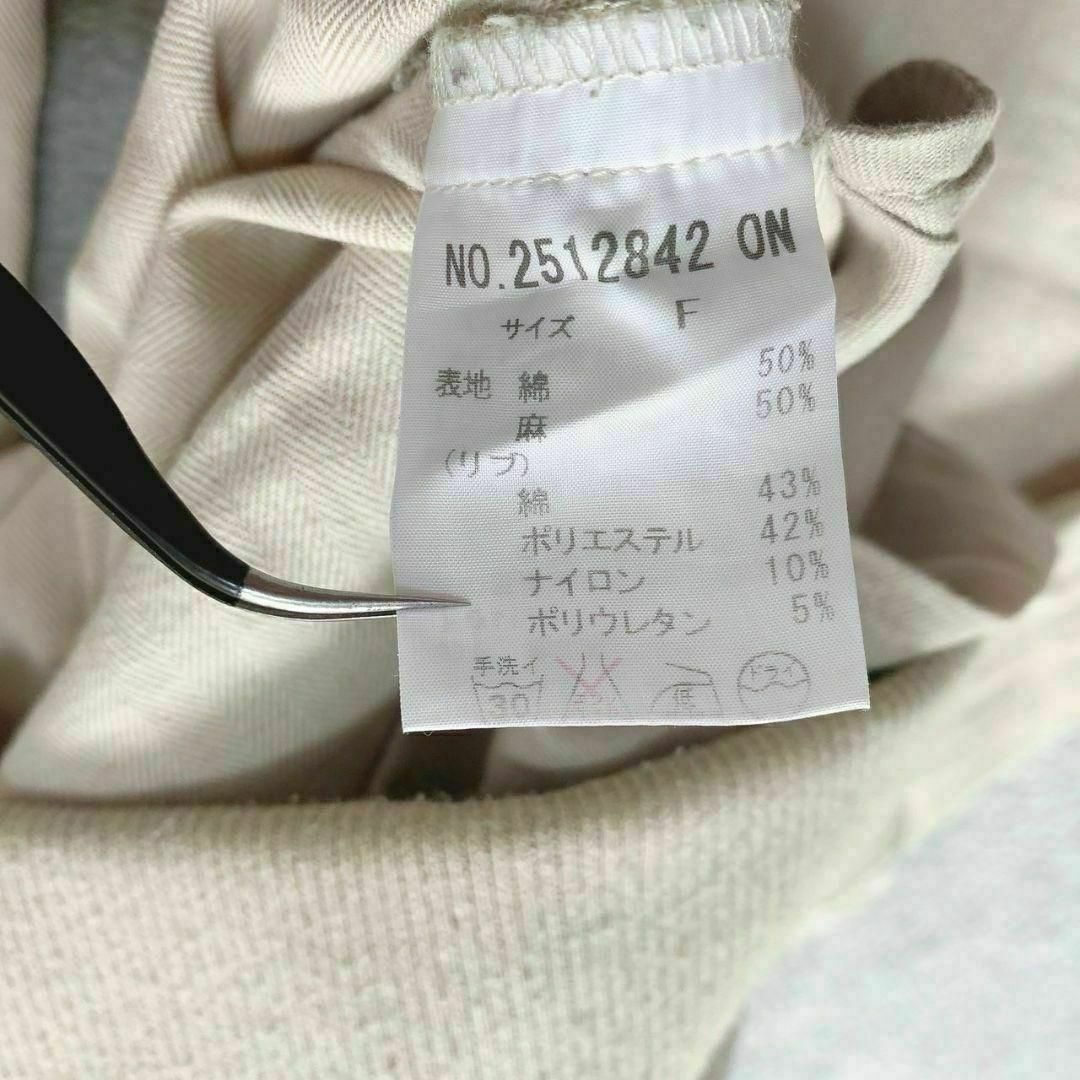 NO.2512842 ON
サイズ F
表地 綿 50%
麻 50%
(リブ)
綿 43%
ポリエステル 42%
ナイロン 10%
ポリウレタン 5%
手洗イ
30
低
ドライ